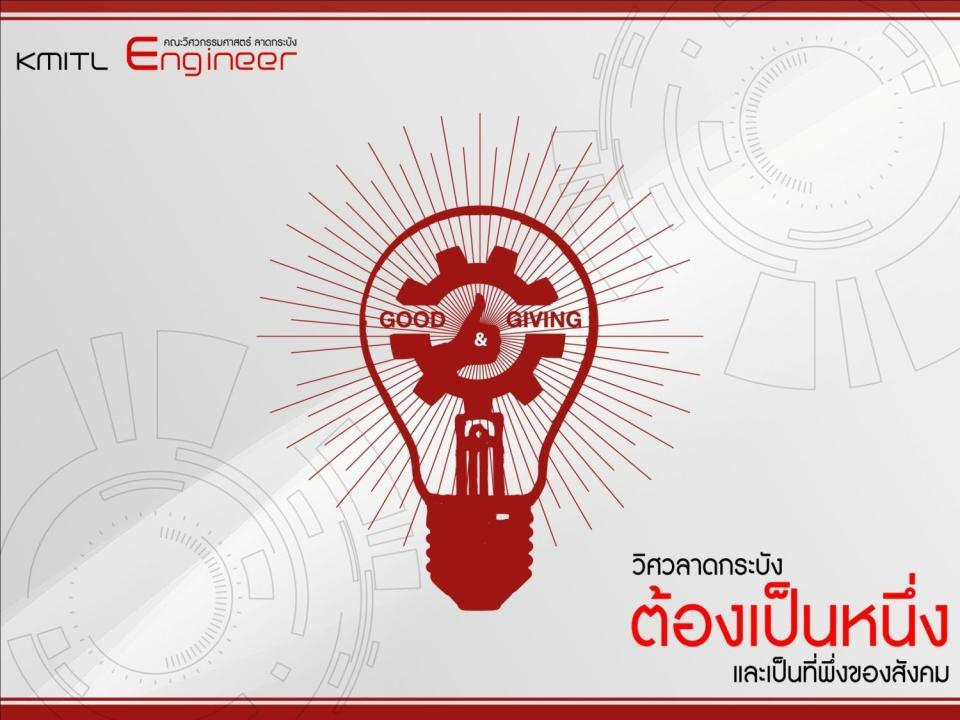 คณะวิศวกรรมศาสตร์ ลาดกระบัง
KMITL Engineer
GOOD & GIVING
วิศวลาดกระบัง
ต้องเป็นหนึ่ง
และเป็นที่พึ่งของสังคม